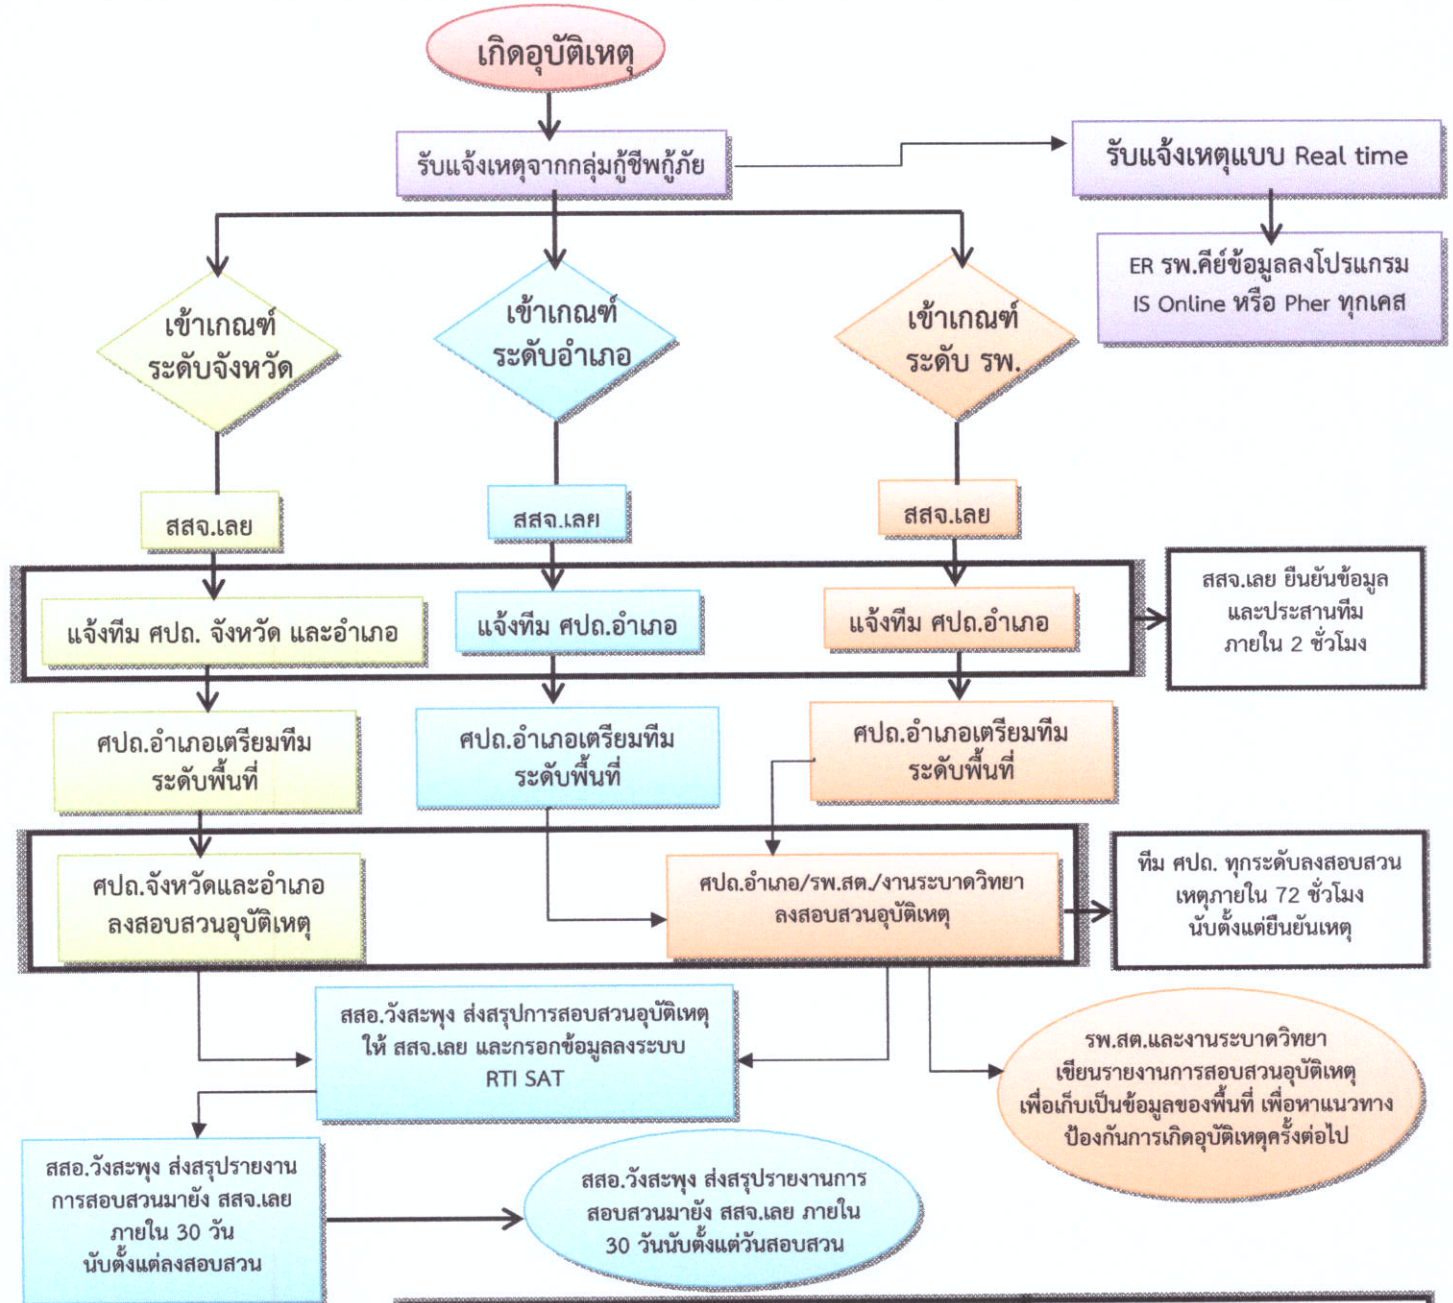 เกิดอุบัติเหตุ
รับแจ้งเหตุจากกลุ่มกู้ชีพกู้ภัย
รับแจ้งเหตุแบบ Real time
ER รพ.คีย์ข้อมูลลงโปรแกรม
IS Online หรือ Pher ทุกเคส
เข้าเกณฑ์
ระดับจังหวัด
เข้าเกณฑ์
ระดับอำเภอ
เข้าเกณฑ์
ระดับ รพ.
สสจ.เลย
สสจ.เลย
สสจ.เลย
แจ้งทีม ศปถ. จังหวัด และอำเภอ
แจ้งทีม ศปถ.อำเภอ
แจ้งทีม ศปถ.อำเภอ
สสจ.เลย ยืนยันข้อมูล
และประสานทีม
ภายใน 2 ชั่วโมง
ศปถ.อำเภอเตรียมทีม
ระดับพื้นที่
ศปถ.อำเภอเตรียมทีม
ระดับพื้นที่
ศปถ.อำเภอเตรียมทีม
ระดับพื้นที่
ศปถ.จังหวัดและอำเภอ
ลงสอบสวนอุบัติเหตุ
ศปถ.อำเภอ/รพ.สต./งานระบาดวิทยา
ลงสอบสวนอุบัติเหตุ
ทีม ศปถ. ทุกระดับลงสอบสวน
เหตุภายใน 72 ชั่วโมง
นับตั้งแต่ยืนยันเหตุ
สสอ.วังสะพุง ส่งสรุปการสอบสวนอุบัติเหตุ
ให้ สสจ.เลย และกรอกข้อมูลลงระบบ
RTI SAT
รพ.สต.และงานระบาดวิทยา
เขียนรายงานการสอบสวนอุบัติเหตุ
เพื่อเก็บเป็นข้อมูลของพื้นที่ เพื่อหาแนวทาง
ป้องกันการเกิดอุบัติเหตุครั้งต่อไป
สสอ.วังสะพุง ส่งสรุปรายงาน
การสอบสวนมายัง สสจ.เลย
ภายใน 30 วัน
นับตั้งแต่ลงสอบสวน
สสอ.วังสะพุง ส่งสรุปรายงานการ
สอบสวนมายัง สสจ.เลย ภายใน
30 วันนับตั้งแต่วันสอบสวน